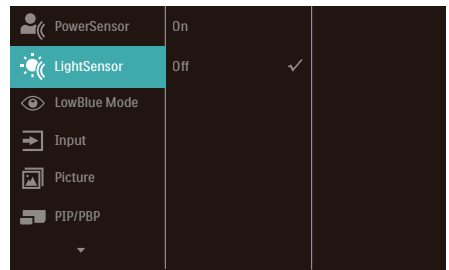 PowerSensor On
LightSensor Off
LowBlue Mode
Input
Picture
PIP/PBP